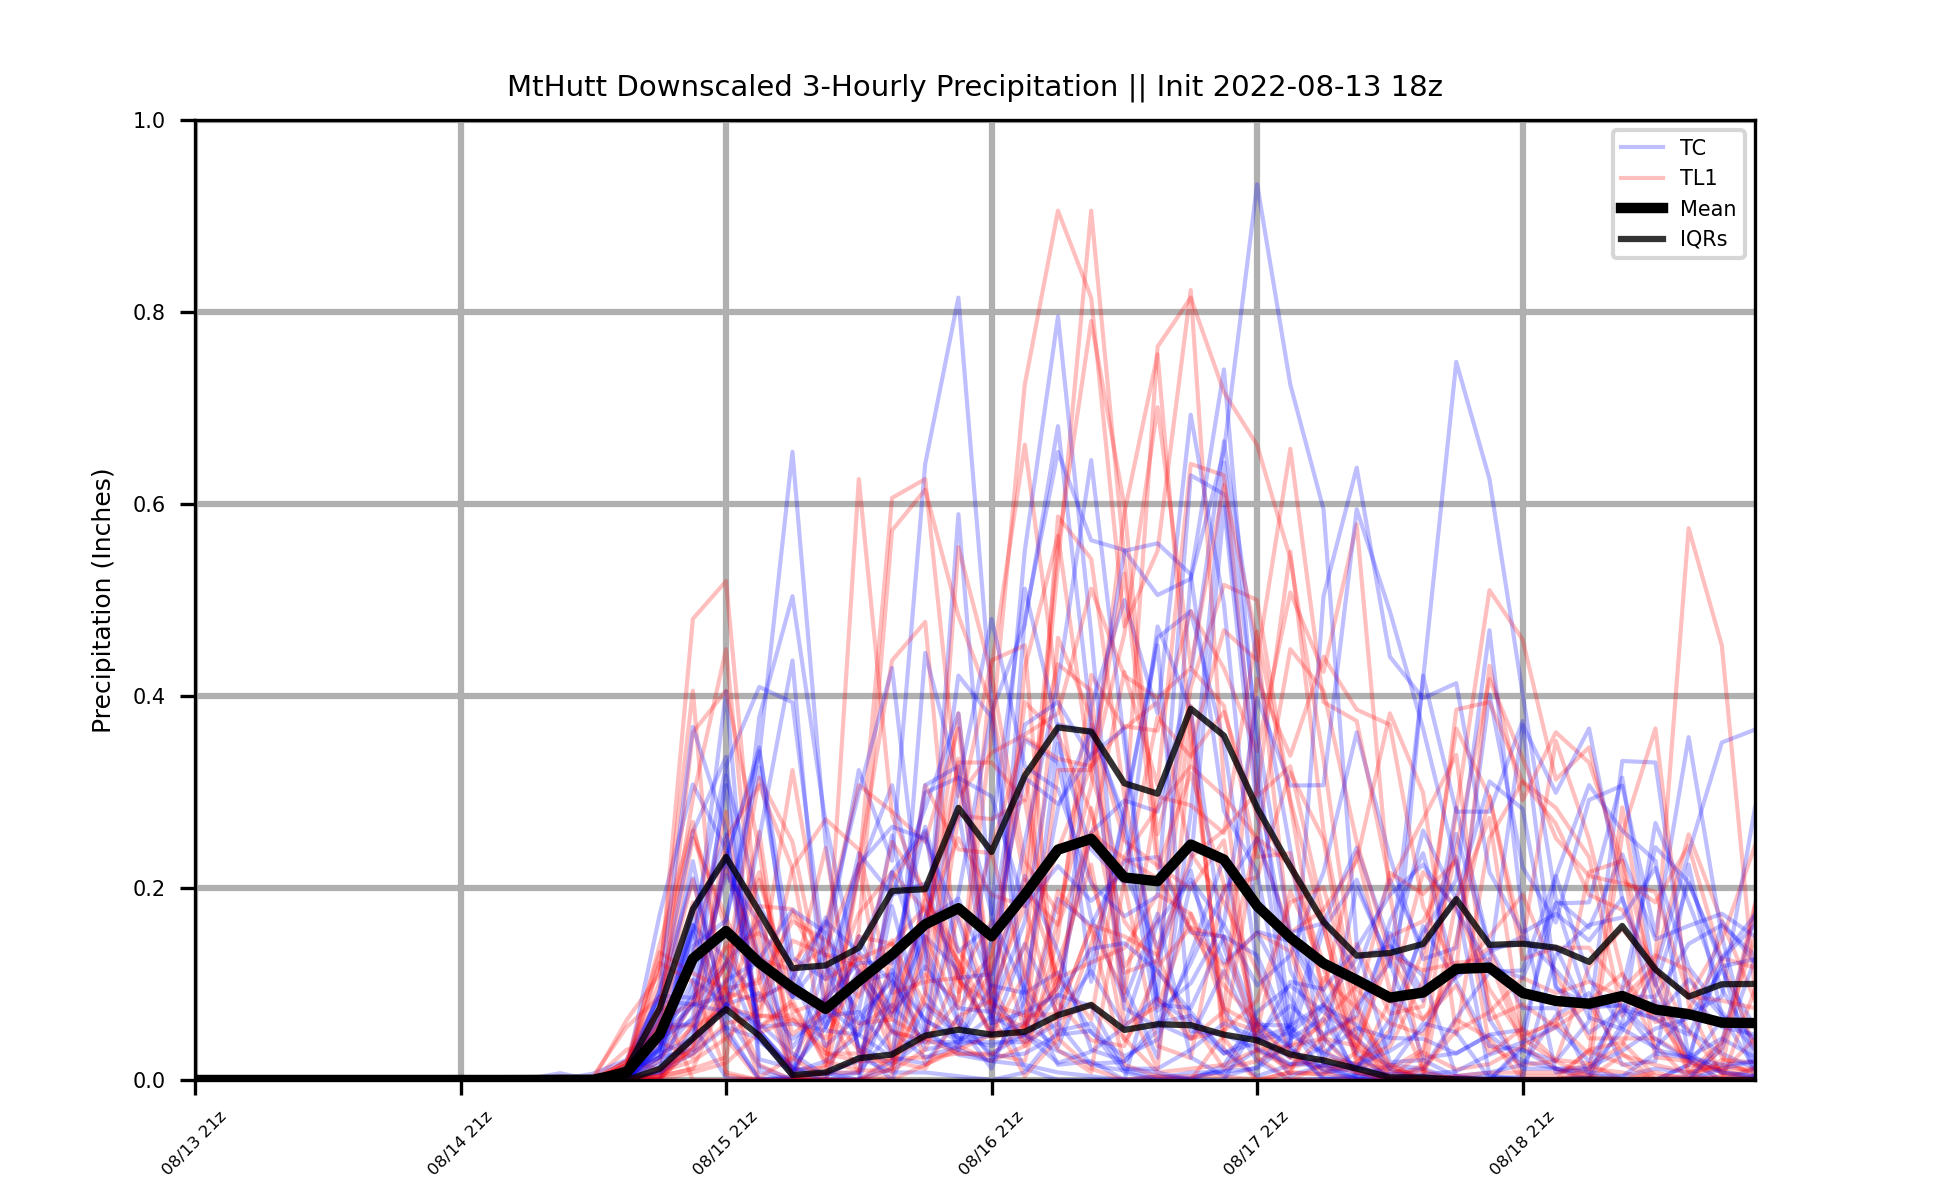 MtHutt Downscaled 3-Hourly Precipitation || Init 2022-08-13 18z
TC
TL1
Mean
IQRs
Precipitation (Inches)
1.0
0.8
0.6
0.4
0.2
0.0
08/13 21z
08/14 21z
08/15 21z
08/16 21z
08/17 21z
08/18 21z